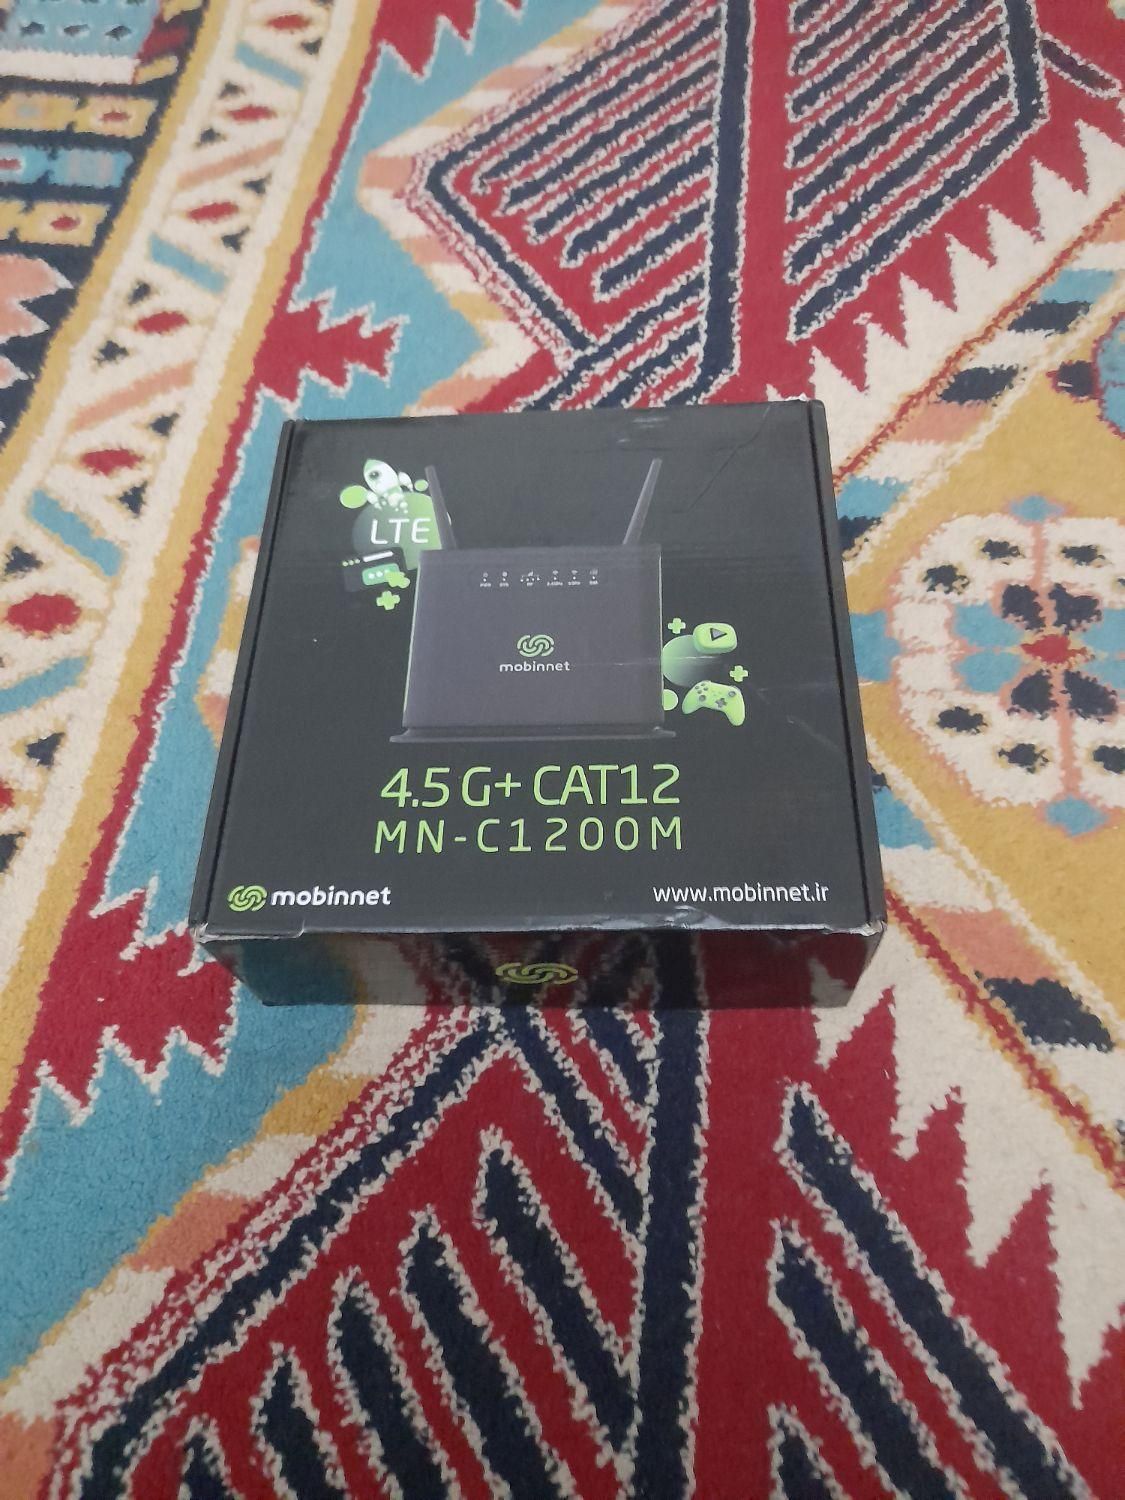 LTE
mobinnet
4.5 G+ CAT12
MN-C1200M
mobinnet
www.mobinnet.ir